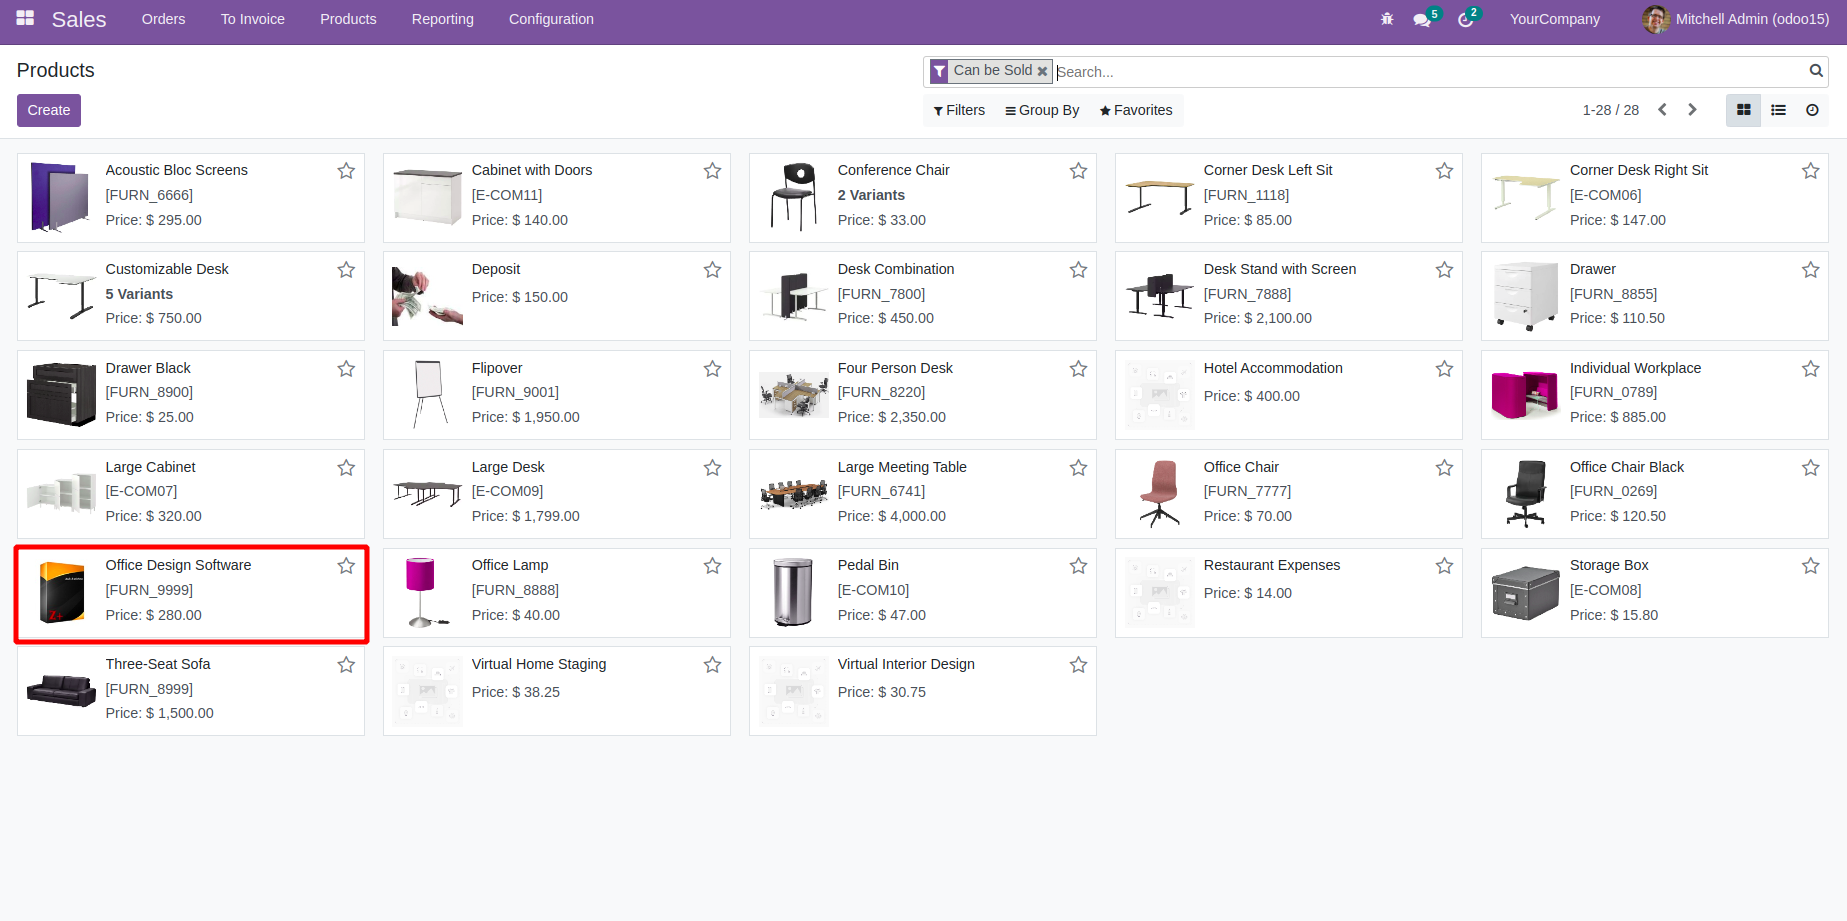 Sales Orders To Invoice Products Reporting Configuration 5 2 YourCompany Mitchell Admin (odoo15)
Products
Can be Sold Search...
Create
Filters Group By Favorites
1-28 / 28
Acoustic Bloc Screens
[FURN_6666]
Price: $ 295.00
Cabinet with Doors
[E-COM11]
Price: $ 140.00
Conference Chair
2 Variants
Price: $ 33.00
Corner Desk Left Sit
[FURN_1118]
Price: $ 85.00
Corner Desk Right Sit
[E-COM06]
Price: $ 147.00
Customizable Desk
5 Variants
Price: $ 750.00
Deposit
Price: $ 150.00
Desk Combination
[FURN_7800]
Price: $ 450.00
Desk Stand with Screen
[FURN_7888]
Price: $ 2,100.00
Drawer
[FURN_8855]
Price: $ 110.50
Drawer Black
[FURN_8900]
Price: $ 25.00
Flipover
[FURN_9001]
Price: $ 1,950.00
Four Person Desk
[FURN_8220]
Price: $ 2,350.00
Hotel Accommodation
Price: $ 400.00
Individual Workplace
[FURN_0789]
Price: $ 885.00
Large Cabinet
[E-COM07]
Price: $ 320.00
Large Desk
[E-COM09]
Price: $ 1,799.00
Large Meeting Table
[FURN_6741]
Price: $ 4,000.00
Office Chair
[FURN_7777]
Price: $ 70.00
Office Chair Black
[FURN_0269]
Price: $ 120.50
Office Design Software
[FURN_9999]
Price: $ 280.00
Office Lamp
[FURN_8888]
Price: $ 40.00
Pedal Bin
[E-COM10]
Price: $ 47.00
Restaurant Expenses
Price: $ 14.00
Storage Box
[E-COM08]
Price: $ 15.80
Three-Seat Sofa
[FURN_8999]
Price: $ 1,500.00
Virtual Home Staging
Price: $ 38.25
Virtual Interior Design
Price: $ 30.75